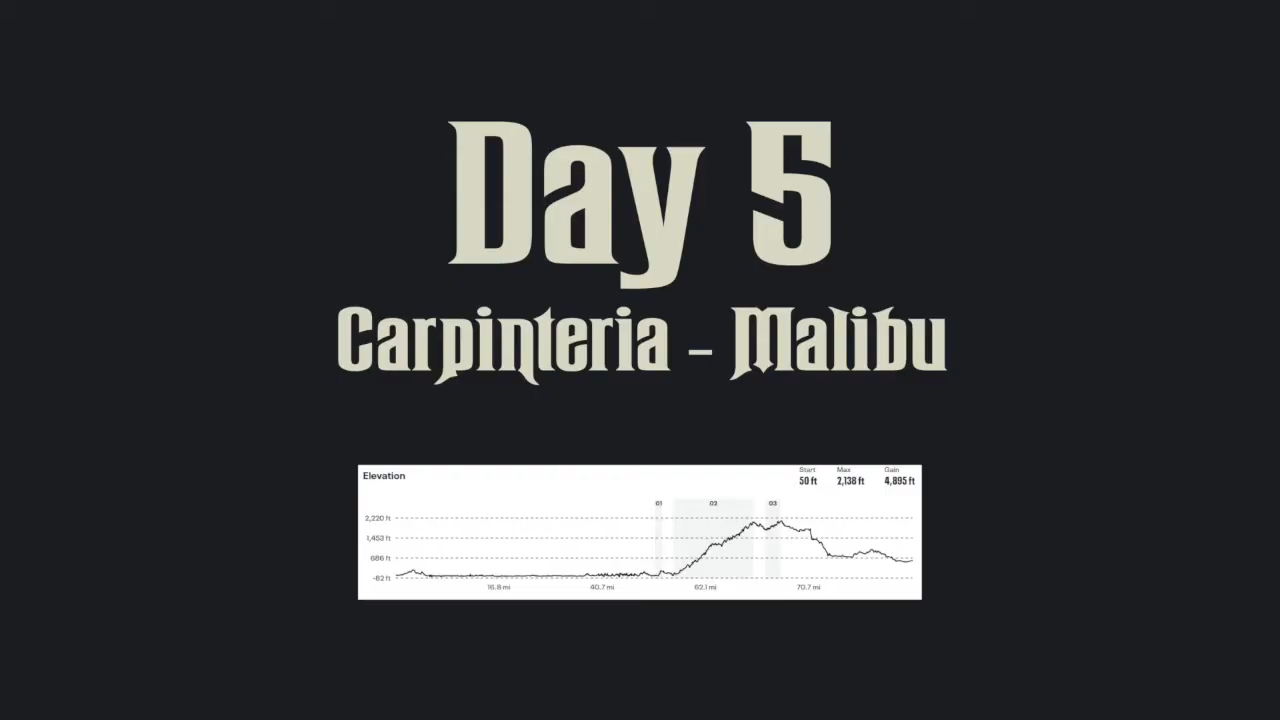 Day 5
Carpinteria - Malibu
Elevation
Start Max Gain
50 ft 2,138 ft 4,895 ft
01 02 03
2,220 ft
1,453 ft
686 ft
-82 ft
16.8 mi 40.7 mi 62.1 mi 70.7 mi